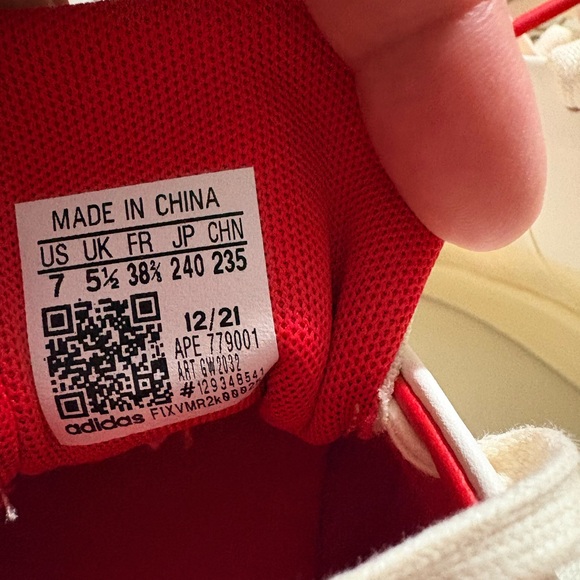 MADE IN CHINA
US UK FR JP CHN
7 5½ 38⅔ 240 235
12/21
APE 779001
ART GW2032
#129348541
adidas